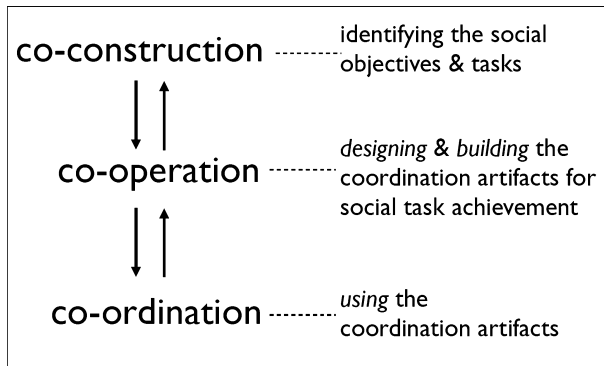 co-construction
identifying the social
objectives & tasks
co-operation
designing & building the
coordination artifacts for
social task achievement
co-ordination
using the
coordination artifacts